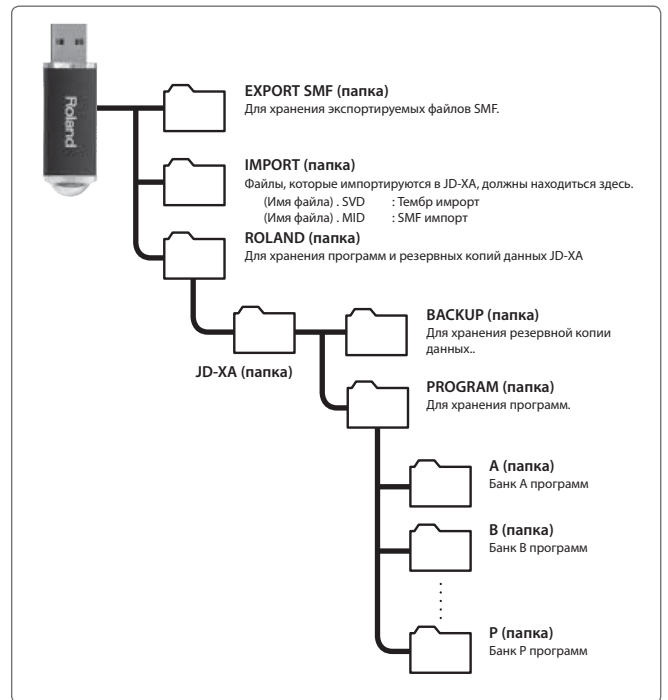 Roland
EXPORT SMF (папка)
Для хранения экспортируемых файлов SMF.
IMPORT (папка)
Файлы, которые импортируются в JD-XA, должны находиться здесь.
(Имя файла) . SVD : Тембр имрорт
(Имя файла) . MID : SMF импорт
ROLAND (папка)
Для хранения программ и резервных копий данных JD-XA
BACKUP (папка)
Для хранения резервной копии
данных..
JD-XA (папка)
PROGRAM (папка)
Для хранения программ.
A (папка)
Банк A программ
B (папка)
Банк B программ
P (папка)
Банк P программ